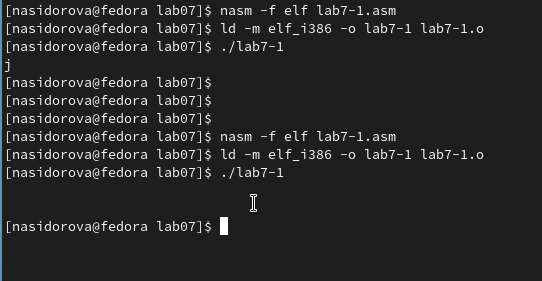 [nasidorova@fedora lab07]$ nasm -f elf lab7-1.asm
[nasidorova@fedora lab07]$ ld -m elf_i386 -o lab7-1 lab7-1.o
[nasidorova@fedora lab07]$ ./lab7-1
j
[nasidorova@fedora lab07]$
[nasidorova@fedora lab07]$
[nasidorova@fedora lab07]$
[nasidorova@fedora lab07]$ nasm -f elf lab7-1.asm
[nasidorova@fedora lab07]$ ld -m elf_i386 -o lab7-1 lab7-1.o
[nasidorova@fedora lab07]$ ./lab7-1
[nasidorova@fedora lab07]$